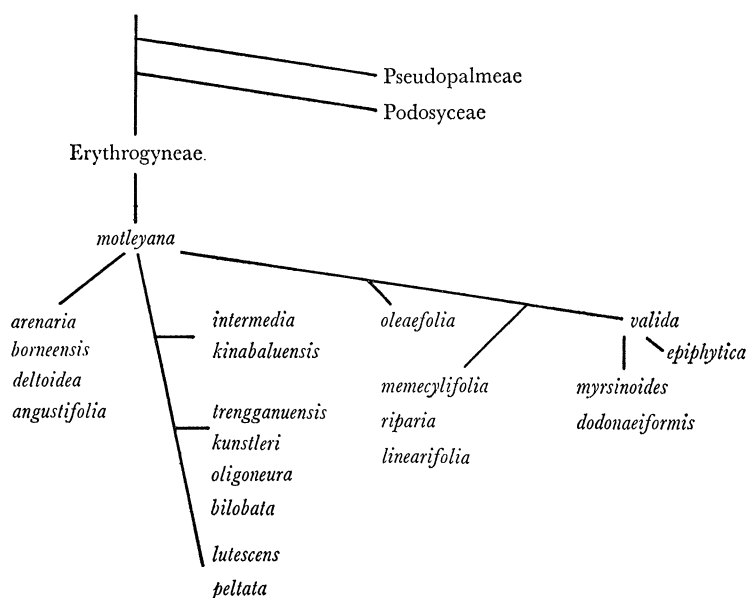 Pseudopalmeae
Podosyceae
Erythrogyneae.
motleyana
arenaria
borneensis
deltoidea
angustifolia
intermedia
kinabaluensis
trengganuensis
kunstleri
oligoneura
bilobata
lutescens
peltata
oleaefolia
memecylifolia
riparia
linearifolia
valida
epiphytica
myrsinoides
dodonaeiformis